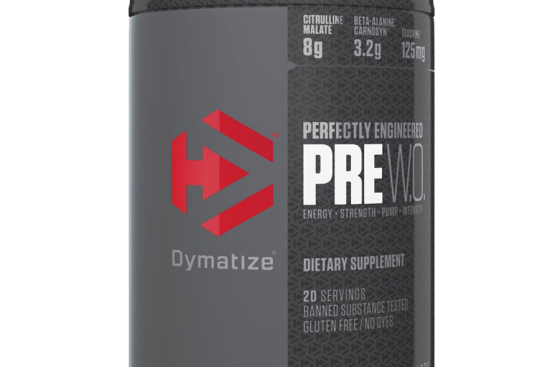 CITRULLINE MALATE 8g
BETA-ALANINE CARNOSYN 3.2g
TEACRINE 125mg
PERFECTLY ENGINEERED
PRE W.O.
ENERGY • STRENGTH • PUMP • INTENSITY
Dymatize®
DIETARY SUPPLEMENT
20 SERVINGS
BANNED SUBSTANCE TESTED
GLUTEN FREE / NO DYES